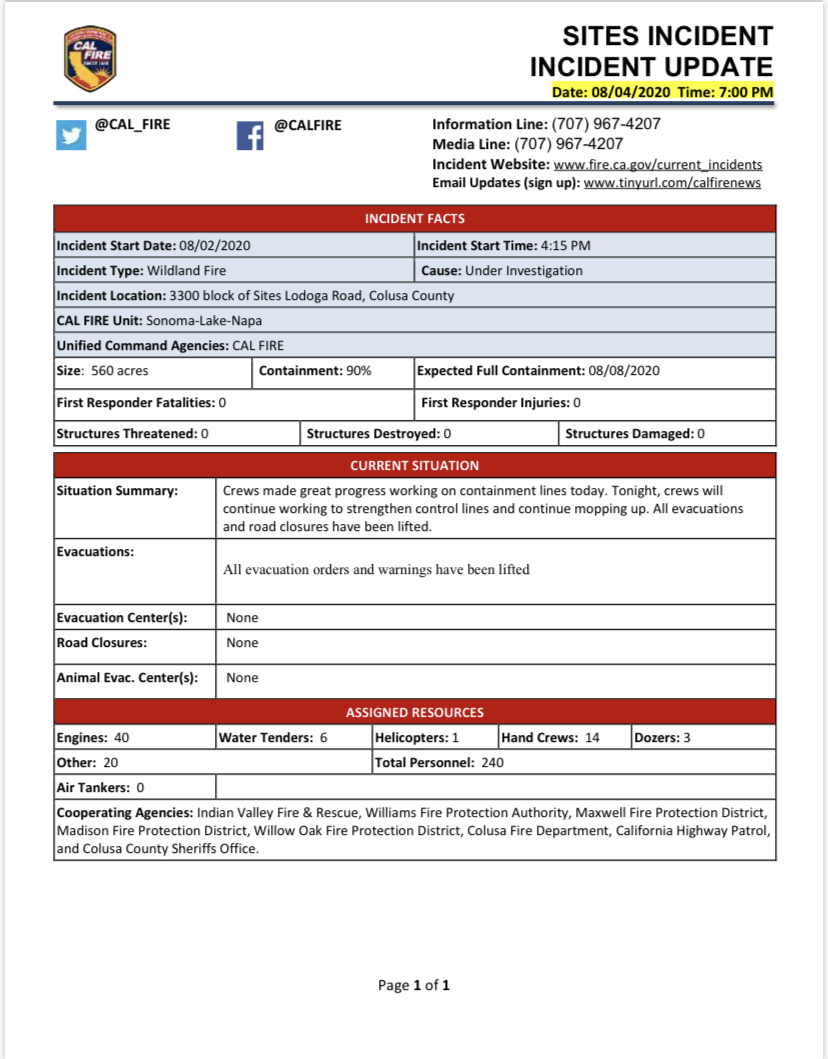 CAL
FIRE
SITES INCIDENT
INCIDENT UPDATE
Date: 08/04/2020 Time: 7:00 PM
@CAL_FIRE
@CALFIRE
Information Line: (707) 967-4207
Media Line: (707) 967-4207
Incident Website: www.fire.ca.gov/current_incidents
Email Updates (sign up): www.tinyurl.com/calfirenews
INCIDENT FACTS
Incident Start Date: 08/02/2020 Incident Start Time: 4:15 PM
Incident Type: Wildland Fire Cause: Under Investigation
Incident Location: 3300 block of Sites Lodoga Road, Colusa County
CAL FIRE Unit: Sonoma-Lake-Napa
Unified Command Agencies: CAL FIRE
Size: 560 acres Containment: 90% Expected Full Containment: 08/08/2020
First Responder Fatalities: 0 First Responder Injuries: 0
Structures Threatened: 0 Structures Destroyed: 0 Structures Damaged: 0
CURRENT SITUATION
Situation Summary: Crews made great progress working on containment lines today. Tonight, crews will
continue working to strengthen control lines and continue mopping up. All evacuations
and road closures have been lifted.
Evacuations:
All evacuation orders and warnings have been lifted
Evacuation Center(s): None
Road Closures: None
Animal Evac. Center(s): None
ASSIGNED RESOURCES
Engines: 40 Water Tenders: 6 Helicopters: 1 Hand Crews: 14 Dozers: 3
Other: 20 Total Personnel: 240
Air Tankers: 0
Cooperating Agencies: Indian Valley Fire & Rescue, Williams Fire Protection Authority, Maxwell Fire Protection District,
Madison Fire Protection District, Willow Oak Fire Protection District, Colusa Fire Department, California Highway Patrol,
and Colusa County Sheriffs Office.
Page 1 of 1